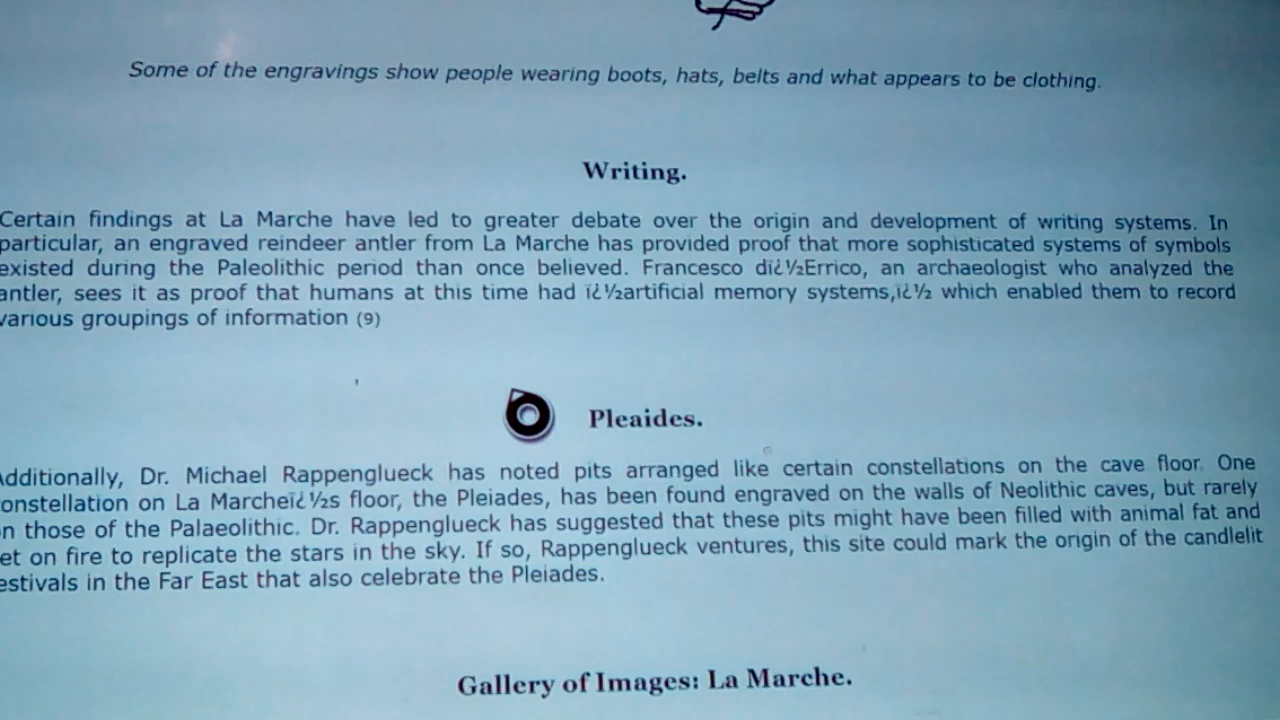 Some of the engravings show people wearing boots, hats, belts and what appears to be clothing.
Writing.
Certain findings at La Marche have led to greater debate over the origin and development of writing systems. In
particular, an engraved reindeer antler from La Marche has provided proof that more sophisticated systems of symbols
existed during the Paleolithic period than once believed. Francesco dï¿½Errico, an archaeologist who analyzed the
antler, sees it as proof that humans at this time had ï¿½artificial memory systems,ï¿½ which enabled them to record
various groupings of information (9)
Pleaides.
Additionally, Dr. Michael Rappenglueck has noted pits arranged like certain constellations on the cave floor. One
onstellation on La Marcheï¿½s floor, the Pleiades, has been found engraved on the walls of Neolithic caves, but rarely
n those of the Palaeolithic. Dr. Rappenglueck has suggested that these pits might have been filled with animal fat and
et on fire to replicate the stars in the sky. If so, Rappenglueck ventures, this site could mark the origin of the candlelit
estivals in the Far East that also celebrate the Pleiades.
Gallery of Images: La Marche.